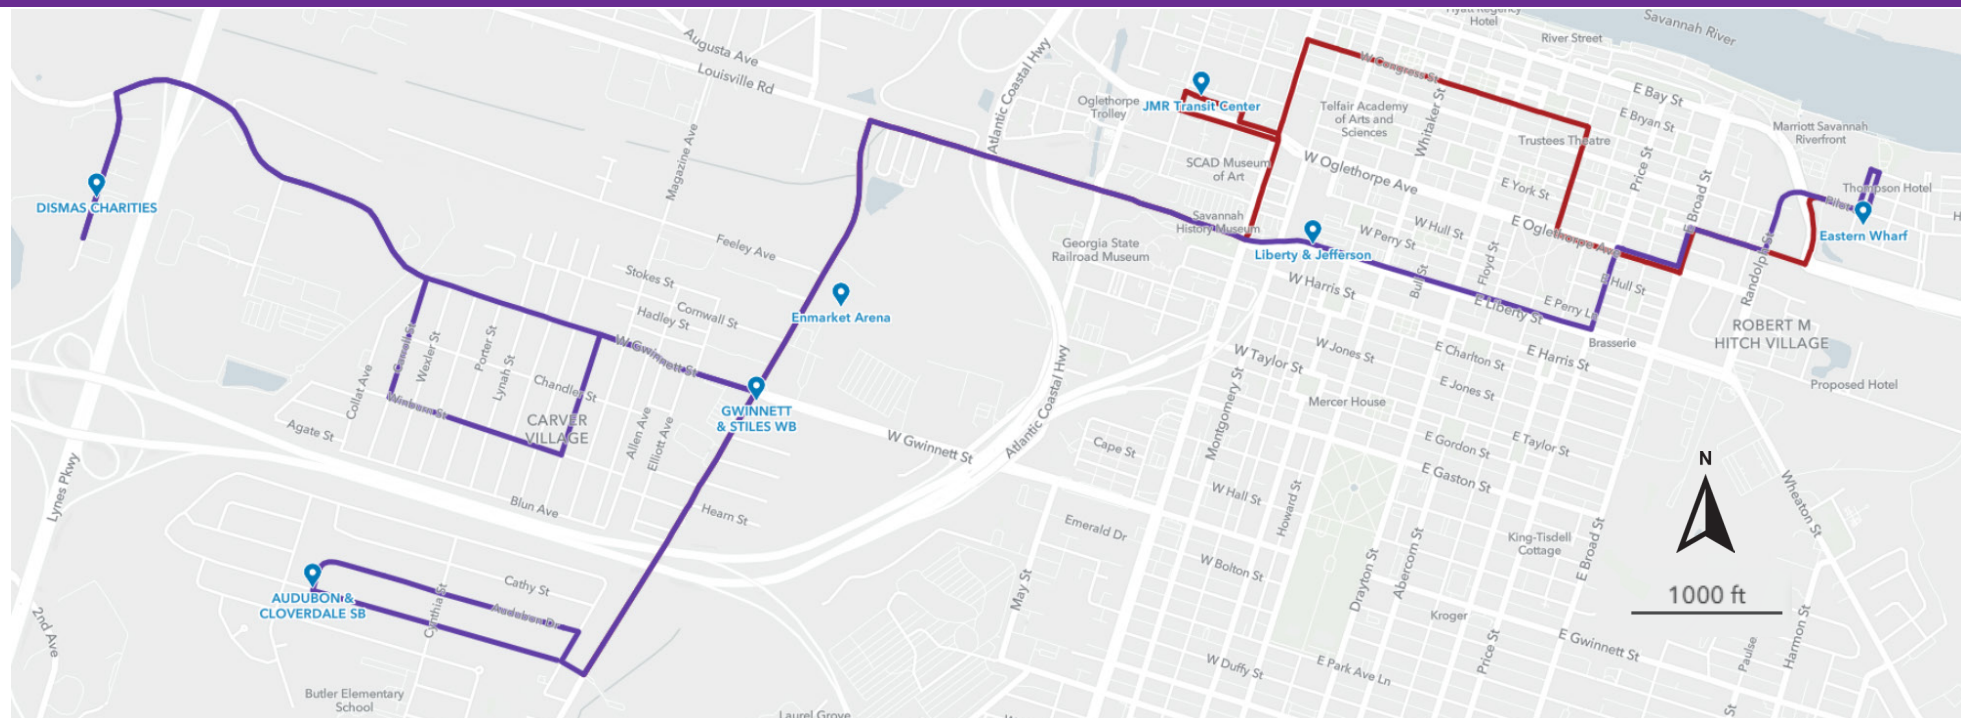 Hyatt Regency
Hotel
Savannah River
River Street
Augusta Ave
Louisville Rd
Atlantic Coastal Hwy
Oglethorpe
Trolley
JMR Transit Center
W Congress St
Telfair Academy
of Arts and
Sciences
Whitaker St
E Bay St
E Bryan St
Trustees Theatre
Marriott Savannah
Riverfront
Price St
E Broad St
Magazine Ave
SCAD Museum
of Art
W Oglethorpe Ave
E York St
Thompson Hotel
DISMAS CHARITIES
Savannah
History Museum
W Hull St
W Perry St
E Oglethorpe Ave
Eastern Wharf
Feeley Ave
Georgia State
Railroad Museum
Liberty & Jefferson
Floyd St
Bull St
Randolph St
E Hull St
Stokes St
Cornwall St
Hadley St
Enmarket Arena
W Harris St
E Liberty St
E Perry Ln
ROBERT M
HITCH VILLAGE
Brasserie
W Gwinnett St
Wexler St
Porter St
Lynah St
Collat Ave
Chandler St
Winburn St
W Taylor St
W Jones St
E Charlton St
E Harris St
E Jones St
Proposed Hotel
Atlantic Coastal Hwy
Montgomery St
Mercer House
CARVER
VILLAGE
Allen Ave
Elliott Ave
GWINNETT
& STILES WB
W Gwinnett St
Cape St
Agate St
E Gordon St
E Taylor St
E Gaston St
N
Lynes Pkwy
Blun Ave
Hearn St
W Hall St
Howard St
Emerald Dr
King-Tisdell
Cottage
E Broad St
Wheaton St
W Bolton St
Drayton St
Abercorn St
May St
1000 ft
AUDUBON &
CLOVERDALE SB
Cathy St
Cynthia St
Audubon Dr
2nd Ave
Kroger
Price St
E Gwinnett St
Paulse
Harmon St
W Duffy St
E Park Ave Ln
Butler Elementary
School
Laurel Grove
St